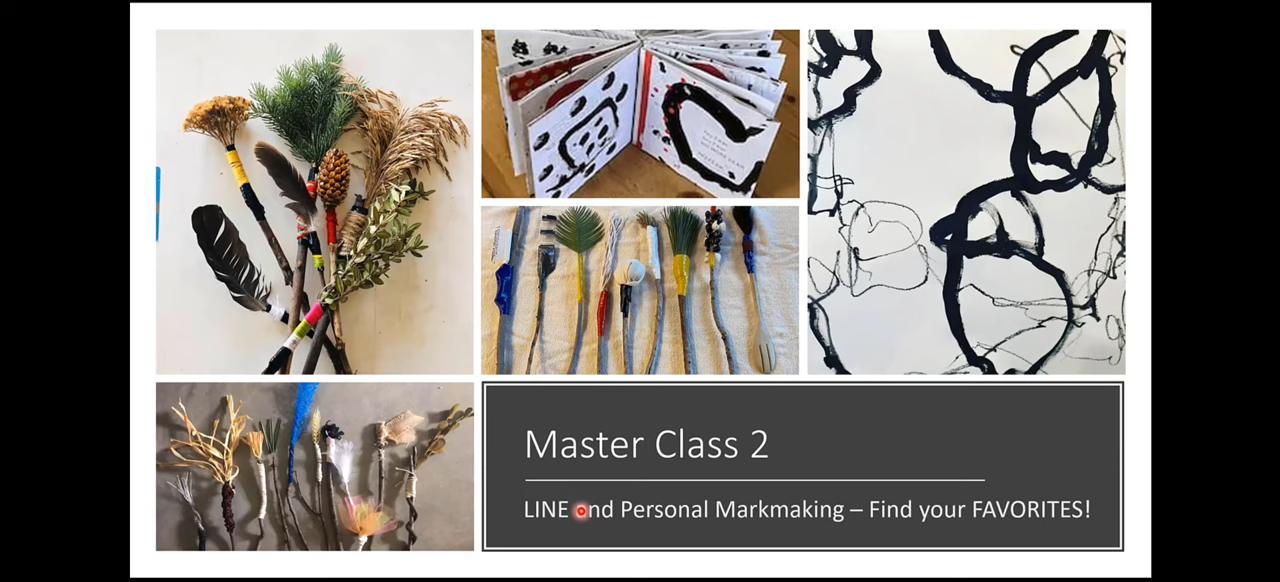 Master Class 2
LINE and Personal Markmaking – Find your FAVORITES!